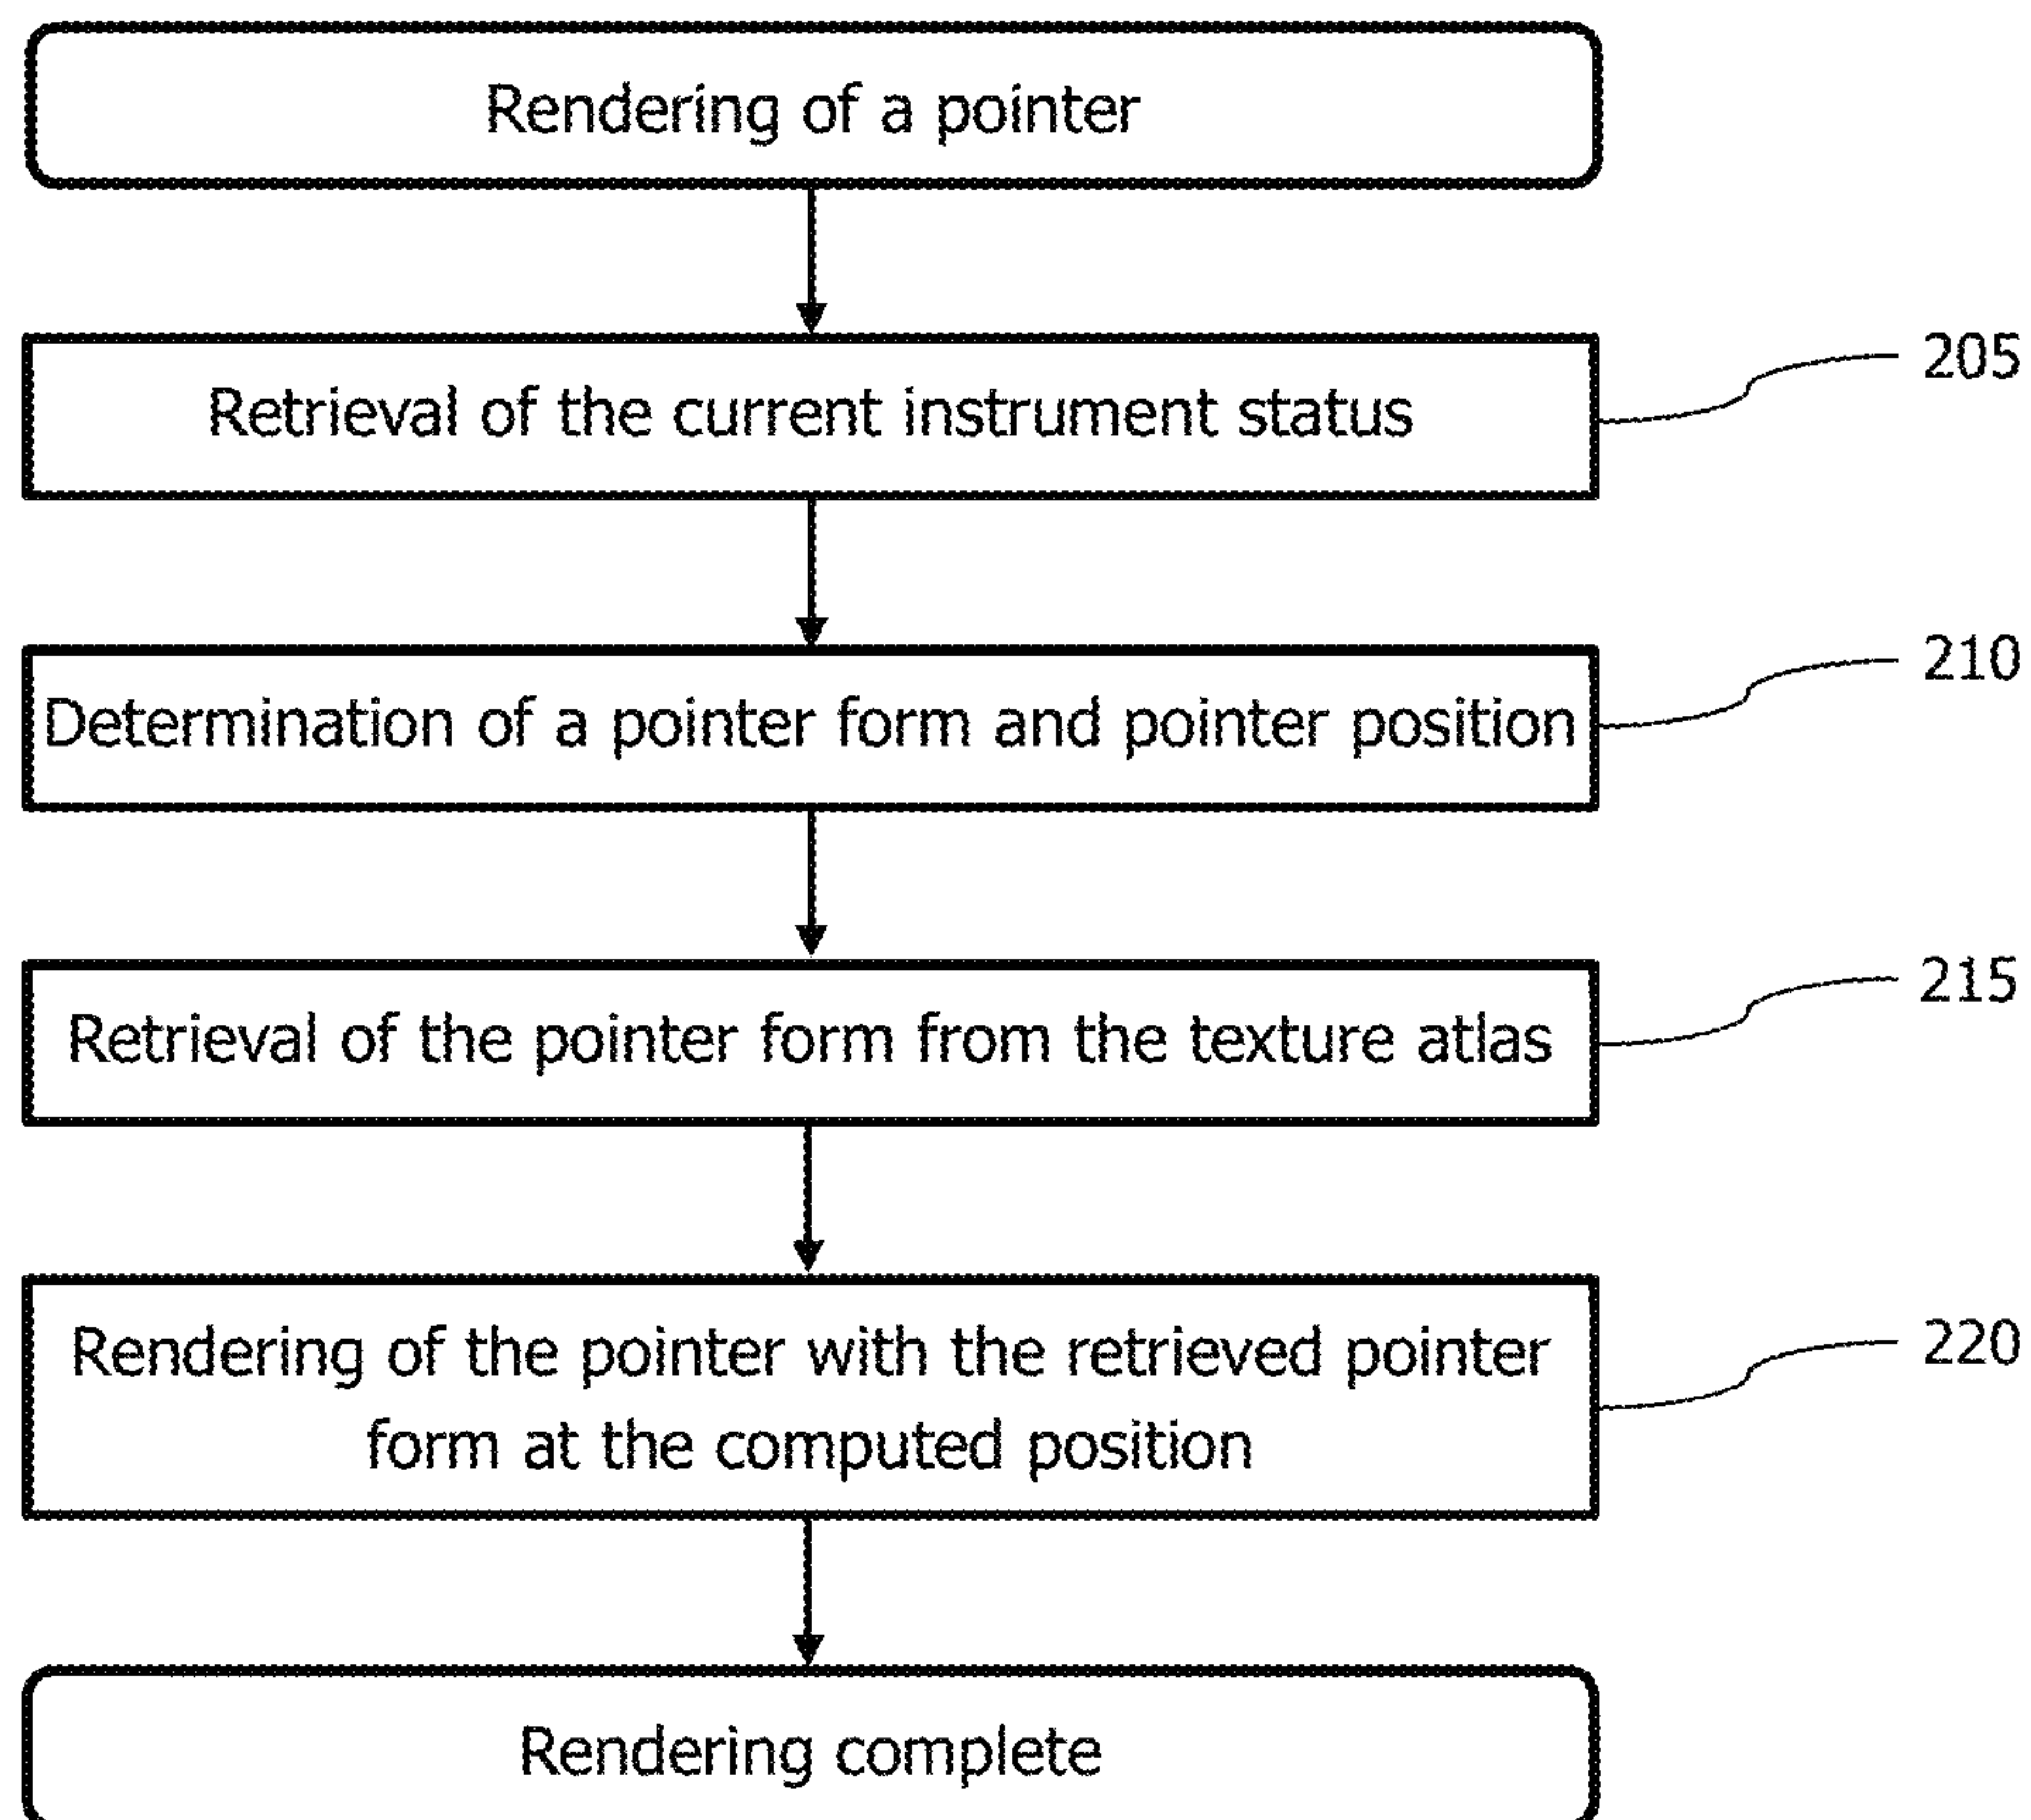 Rendering of a pointer
Retrieval of the current instrument status
205
Determination of a pointer form and pointer position
210
Retrieval of the pointer form from the texture atlas
215
Rendering of the pointer with the retrieved pointer
form at the computed position
220
Rendering complete